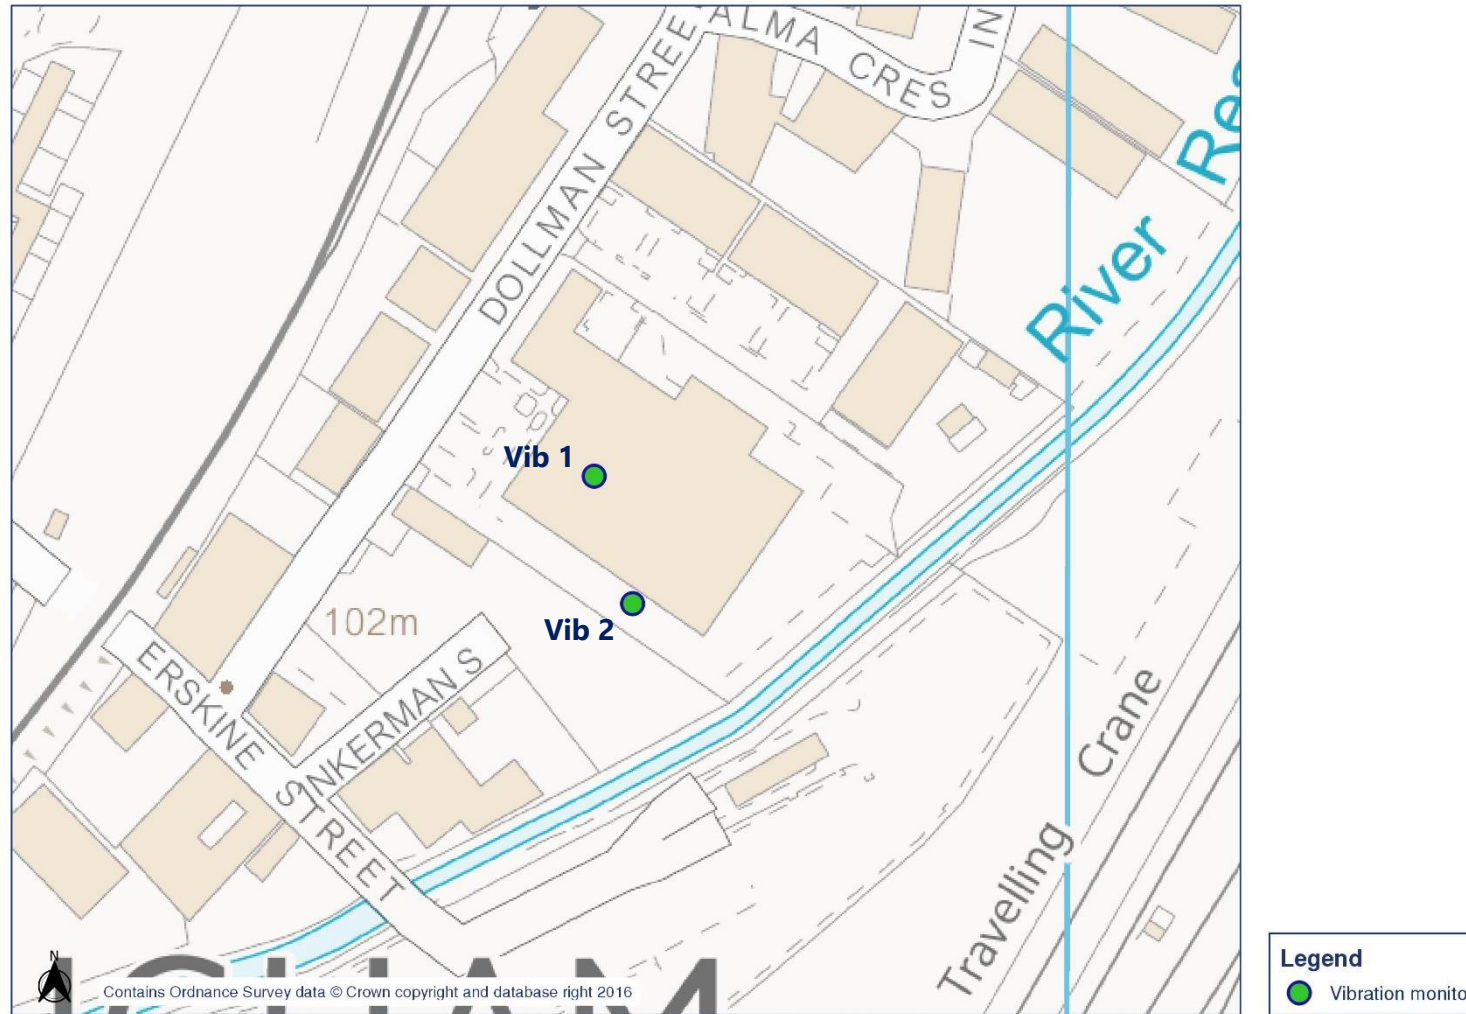 ALMA CRES
IN
DOLLMAN STREE
River Rea
Vib 1
Vib 2
102m
ERSKINE STREET
INKERMAN S
Travelling Crane
N
Contains Ordnance Survey data © Crown copyright and database right 2016
Legend
Vibration monito